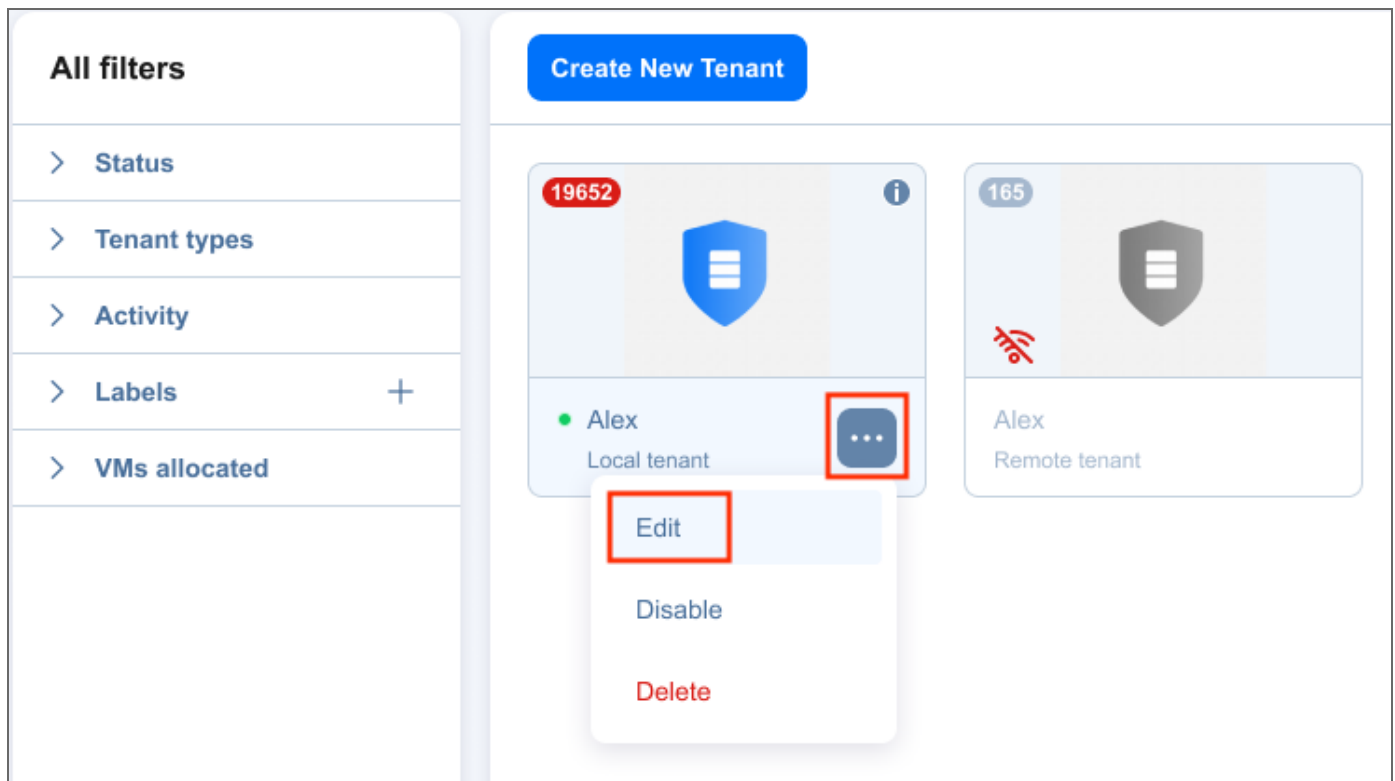 All filters
Status
Tenant types
Activity
Labels
VMs allocated
Create New Tenant
19652
165
Alex
Local tenant
Alex
Remote tenant
Edit
Disable
Delete